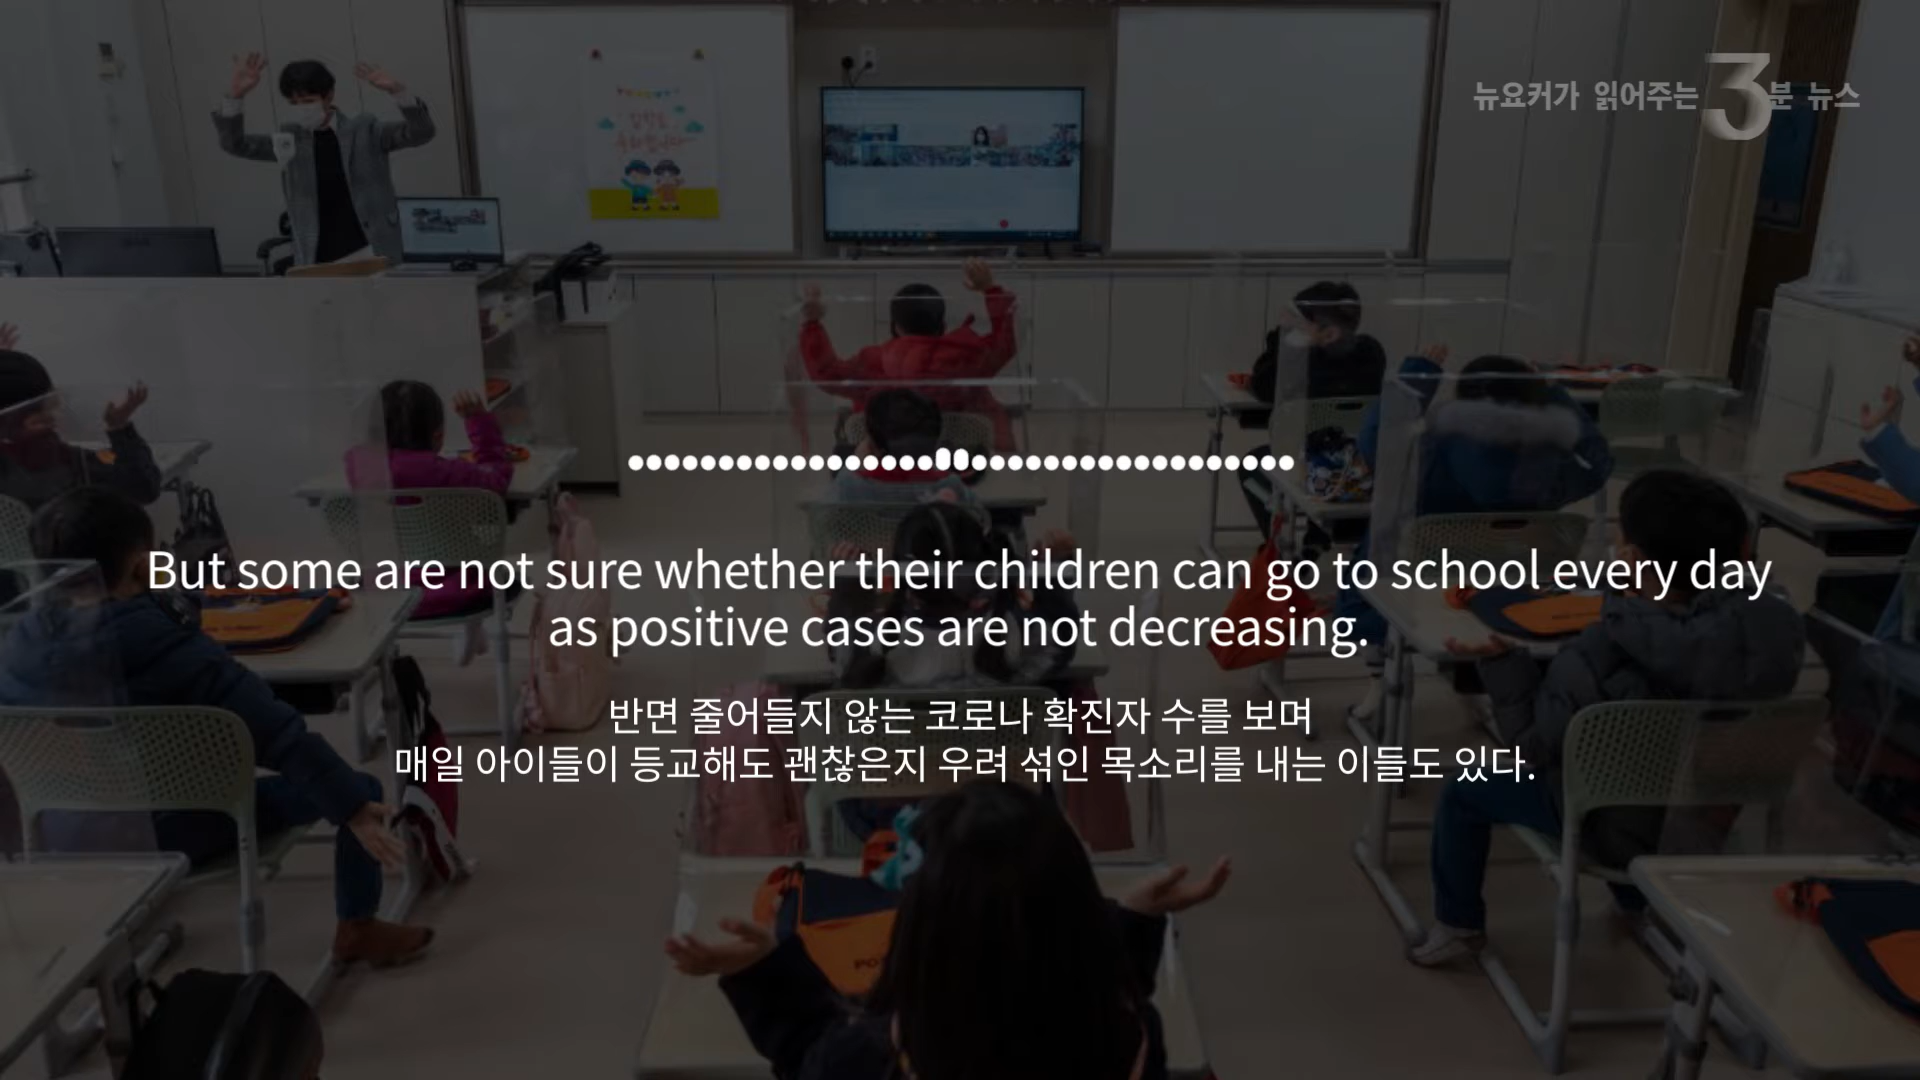 뉴요커가 읽어주는 3분 뉴스
But some are not sure whether their children can go to school every day
as positive cases are not decreasing.
반면 줄어들지 않는 코로나 확진자 수를 보며
매일 아이들이 등교해도 괜찮은지 우려 섞인 목소리를 내는 이들도 있다.